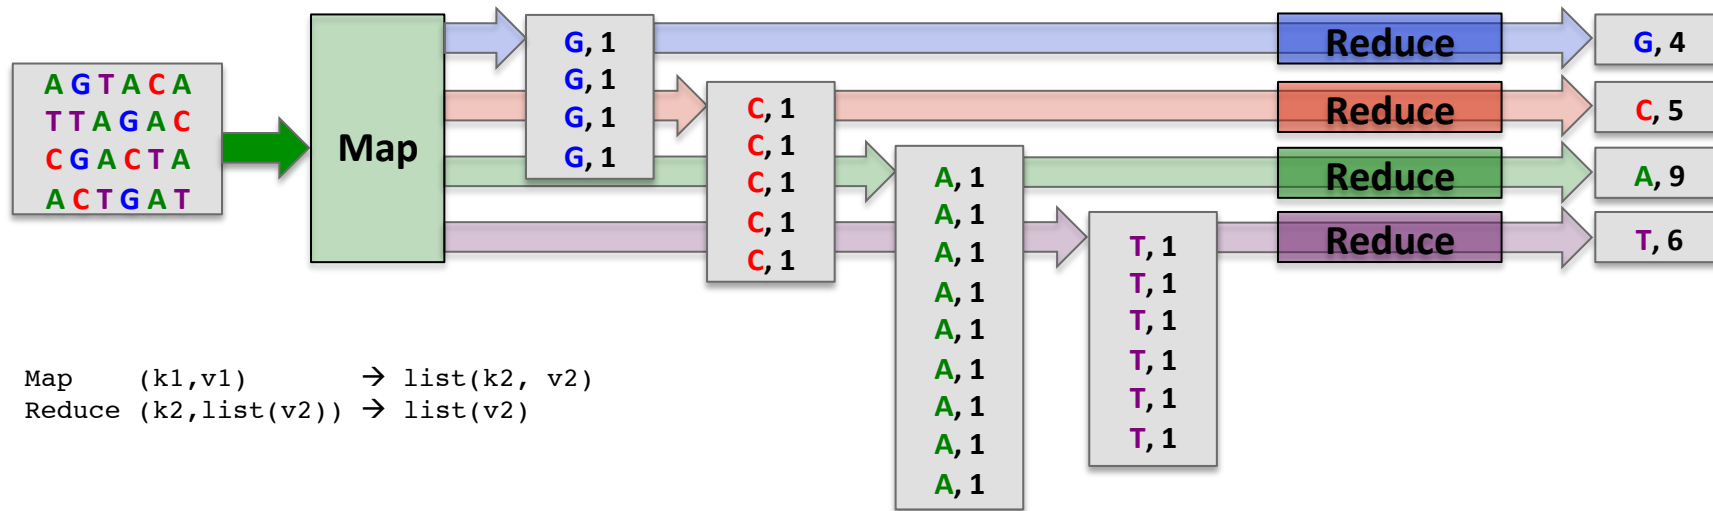 A G T A C A
T T A G A C
C G A C T A
A C T G A T
Map
G, 1
G, 1
G, 1
G, 1
C, 1
C, 1
C, 1
C, 1
C, 1
A, 1
A, 1
A, 1
A, 1
A, 1
A, 1
A, 1
A, 1
A, 1
T, 1
T, 1
T, 1
T, 1
T, 1
T, 1
Reduce
G, 4
Reduce
C, 5
Reduce
A, 9
Reduce
T, 6
Map (k1,v1) → list(k2, v2)
Reduce (k2,list(v2)) → list(v2)